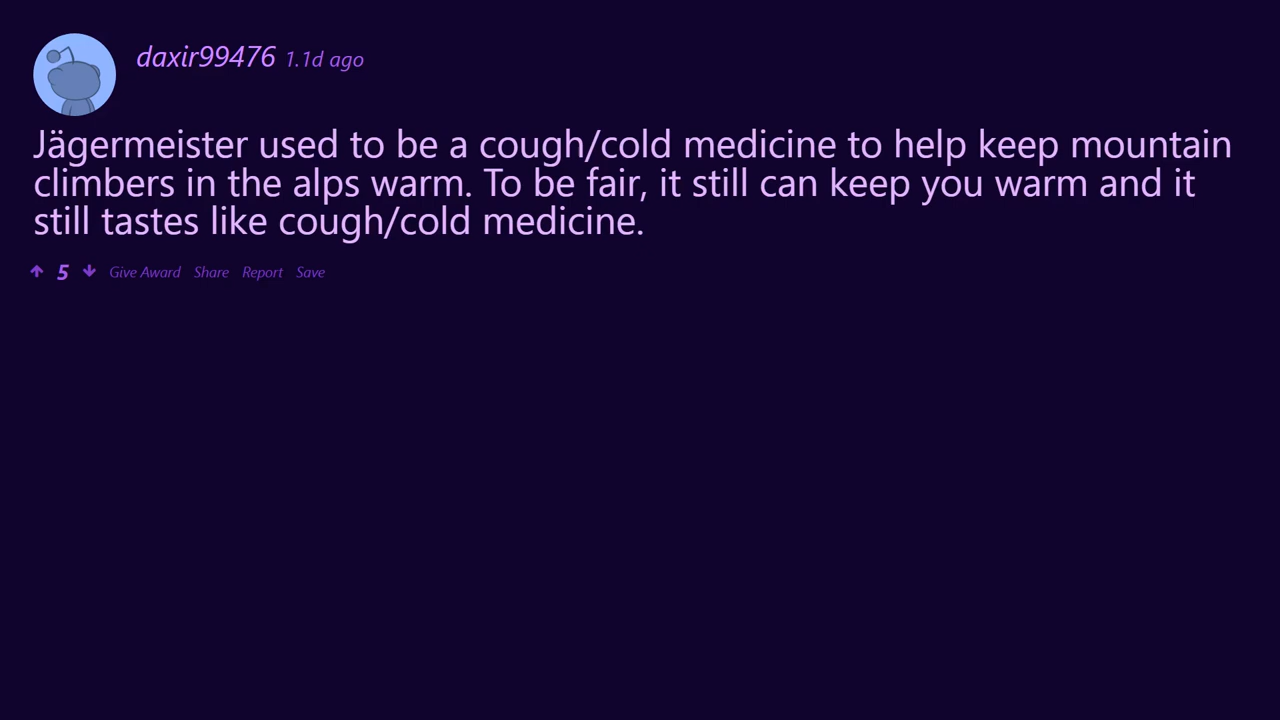 daxir99476 1.1d ago
Jägermeister used to be a cough/cold medicine to help keep mountain
climbers in the alps warm. To be fair, it still can keep you warm and it
still tastes like cough/cold medicine.
5 Give Award Share Report Save